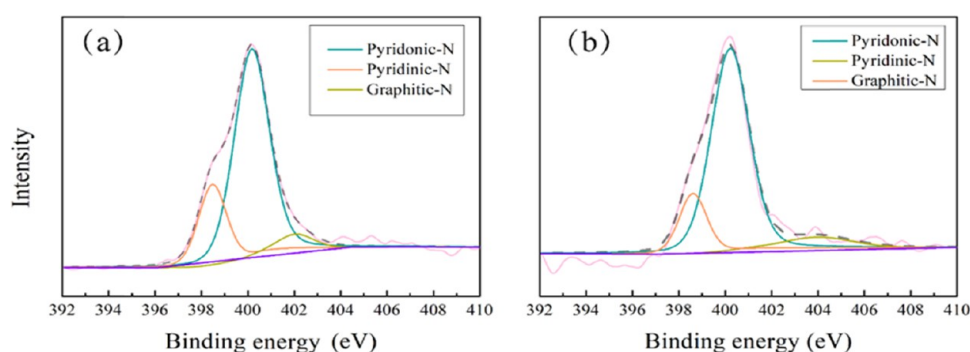 (a)
Pyridonic-N
Pyridinic-N
Graphitic-N
Intensity
392 394 396 398 400 402 404 406 408 410
Binding energy (eV)
(b)
Pyridonic-N
Pyridinic-N
Graphitic-N
392 394 396 398 400 402 404 406 408 410
Binding energy (eV)